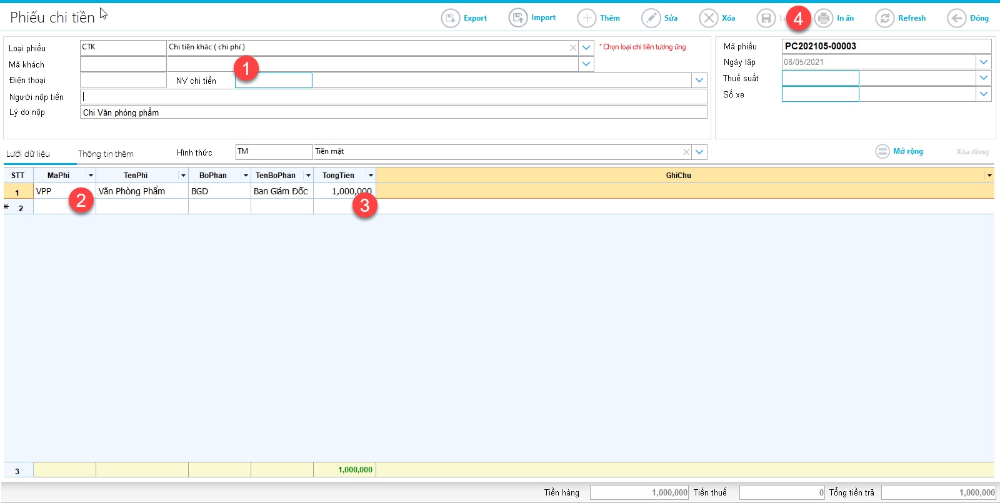 Phiếu chi tiền
Export Import Thêm Sửa Xóa 4 In ấn Refresh Đóng
Loại phiếu CTK Chi tiền khác ( chi phí ) * Chọn loại chi tiền tương ứng
Mã khách
Điện thoại 1 NV chi tiền
Người nộp tiền
Lý do nộp Chi Văn phòng phẩm
Mã phiếu PC202105-00003
Ngày lập 08/05/2021
Thuế suất
Số xe
Lưới dữ liệu Thông tin thêm Hình thức TM Tiền mặt Mở rộng Xóa dòng
STT MaPhi TenPhi BoPhan TenBoPhan TongTien GhiChu
1 VPP Văn Phòng Phẩm BGD Ban Giám Đốc 1,000,000
* 2 2 3
3 1,000,000
Tiền hàng 1,000,000 Tiền thuế 0 Tổng tiền trả 1,000,000